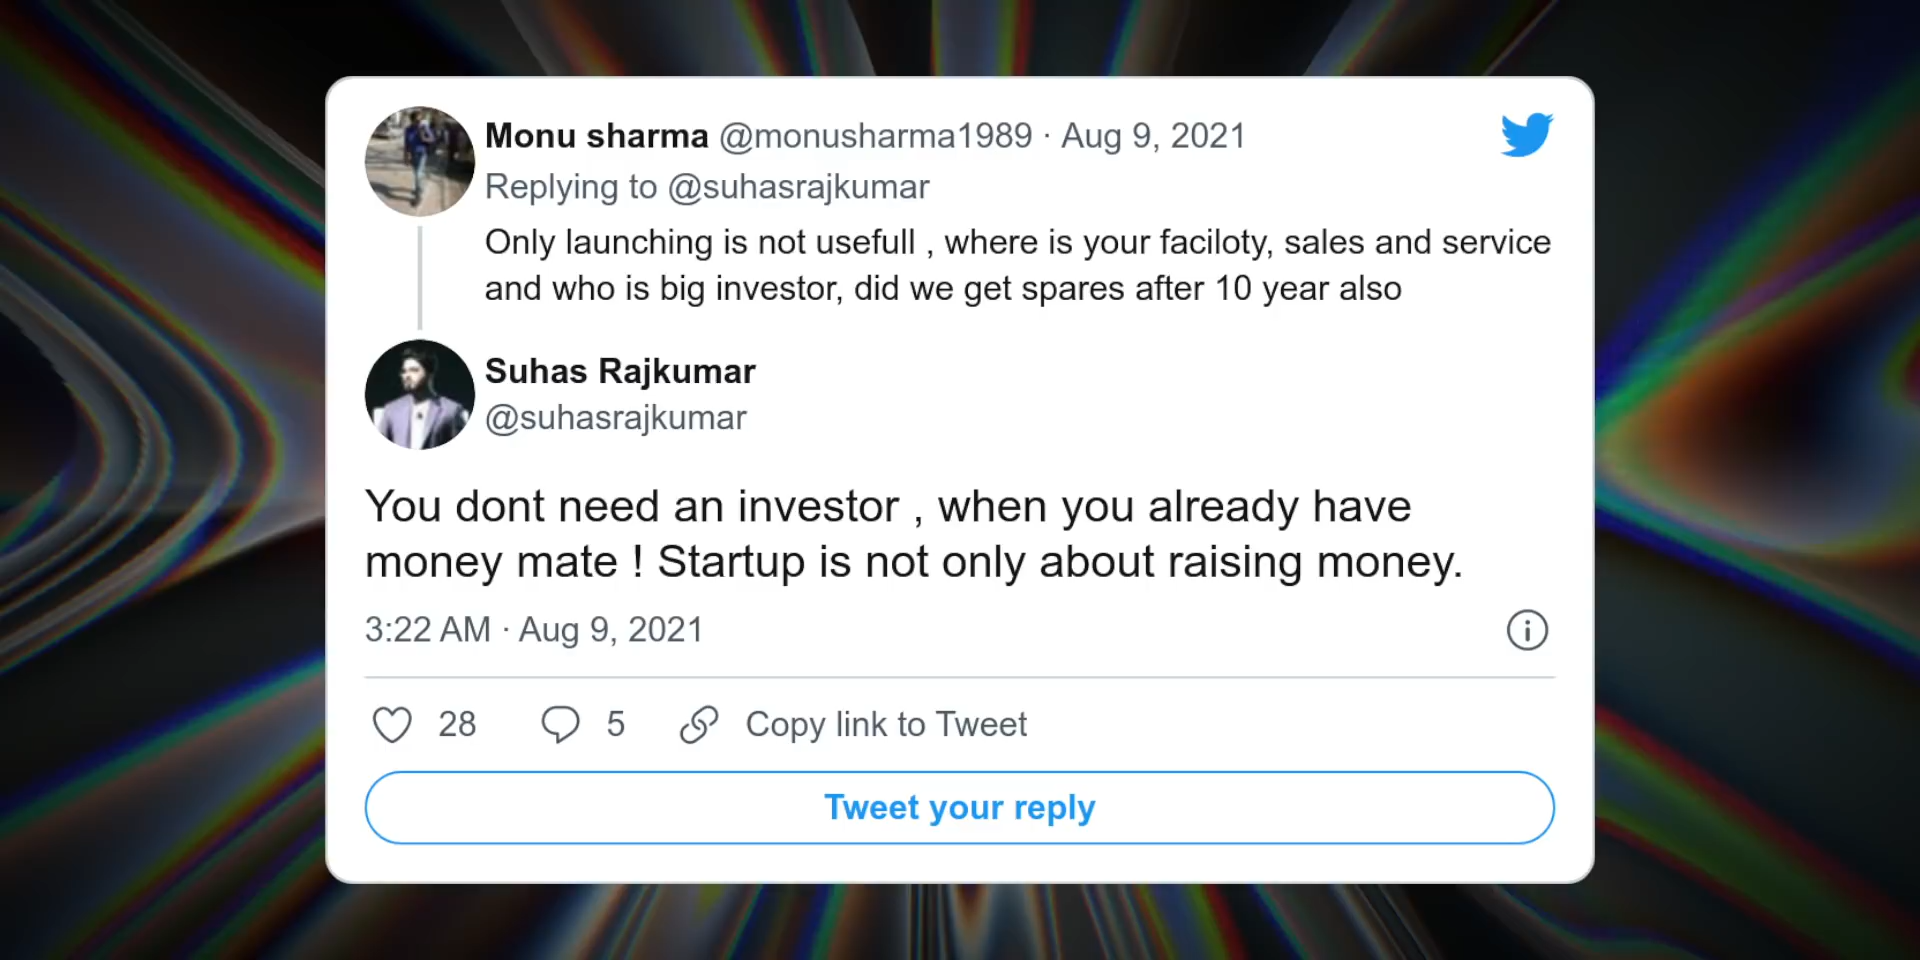 Monu sharma @monusharma1989 · Aug 9, 2021
Replying to @suhasrajkumar
Only launching is not usefull , where is your faciloty, sales and service
and who is big investor, did we get spares after 10 year also
Suhas Rajkumar
@suhasrajkumar
You dont need an investor , when you already have
money mate ! Startup is not only about raising money.
3:22 AM · Aug 9, 2021
28 5 Copy link to Tweet
Tweet your reply